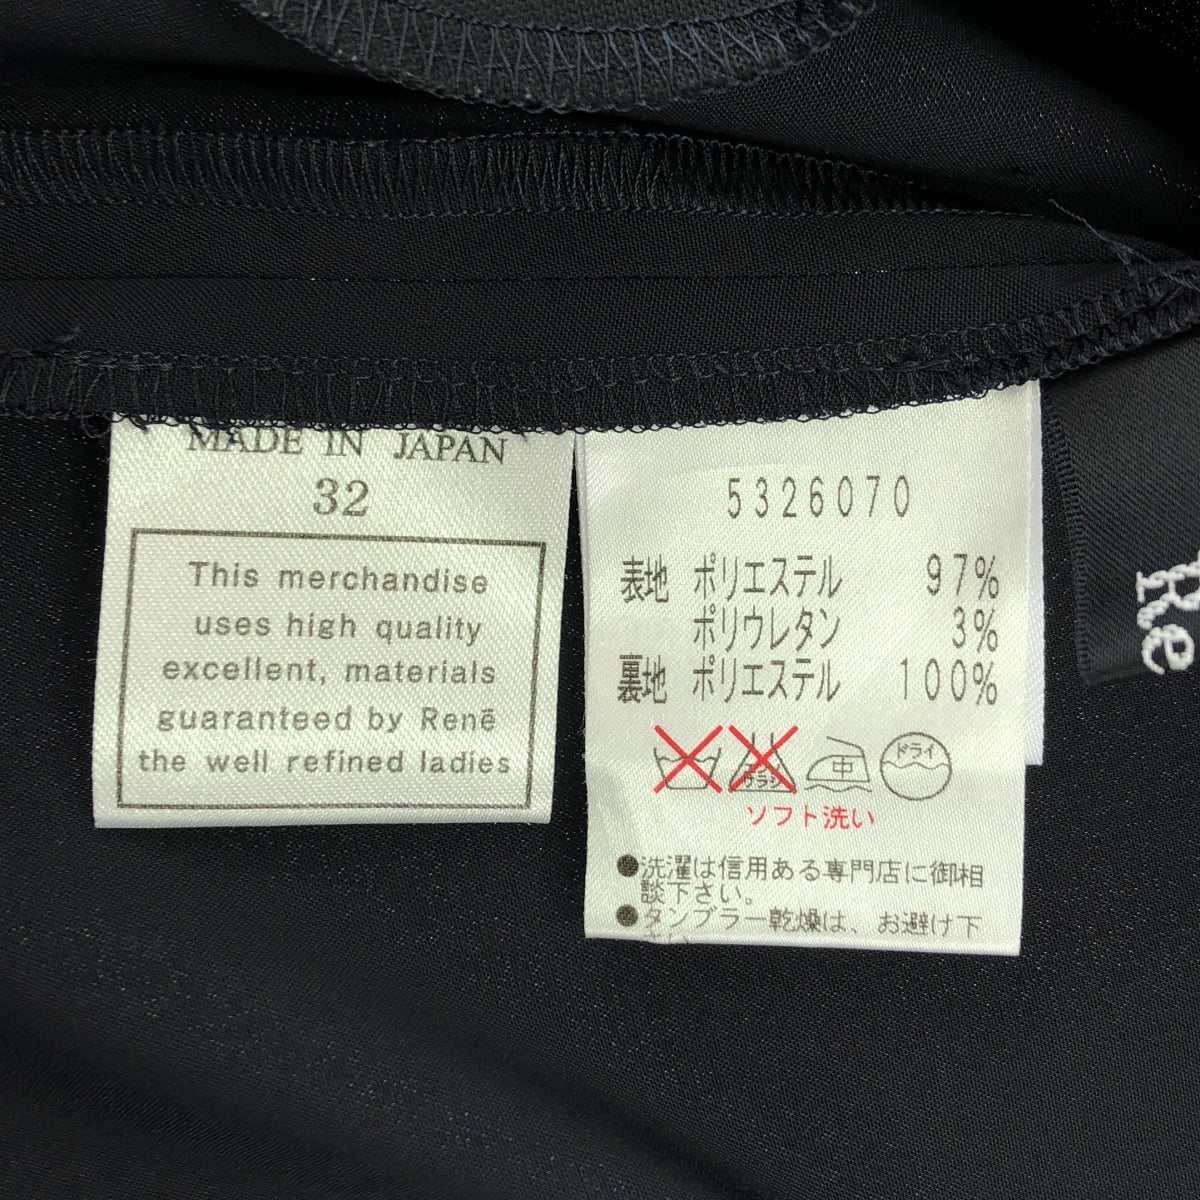 MADE IN JAPAN
32
This merchandise
uses high quality
excellent, materials
guaranteed by Renē
the well refined ladies
5326070
表地 ポリエステル 97%
ポリウレタン 3%
裏地 ポリエステル 100%
中 ドライ
ソフト洗い
●洗濯は信用ある専門店に御相
談下さい。
●タンブラー乾燥は、お避け下
さい
Re